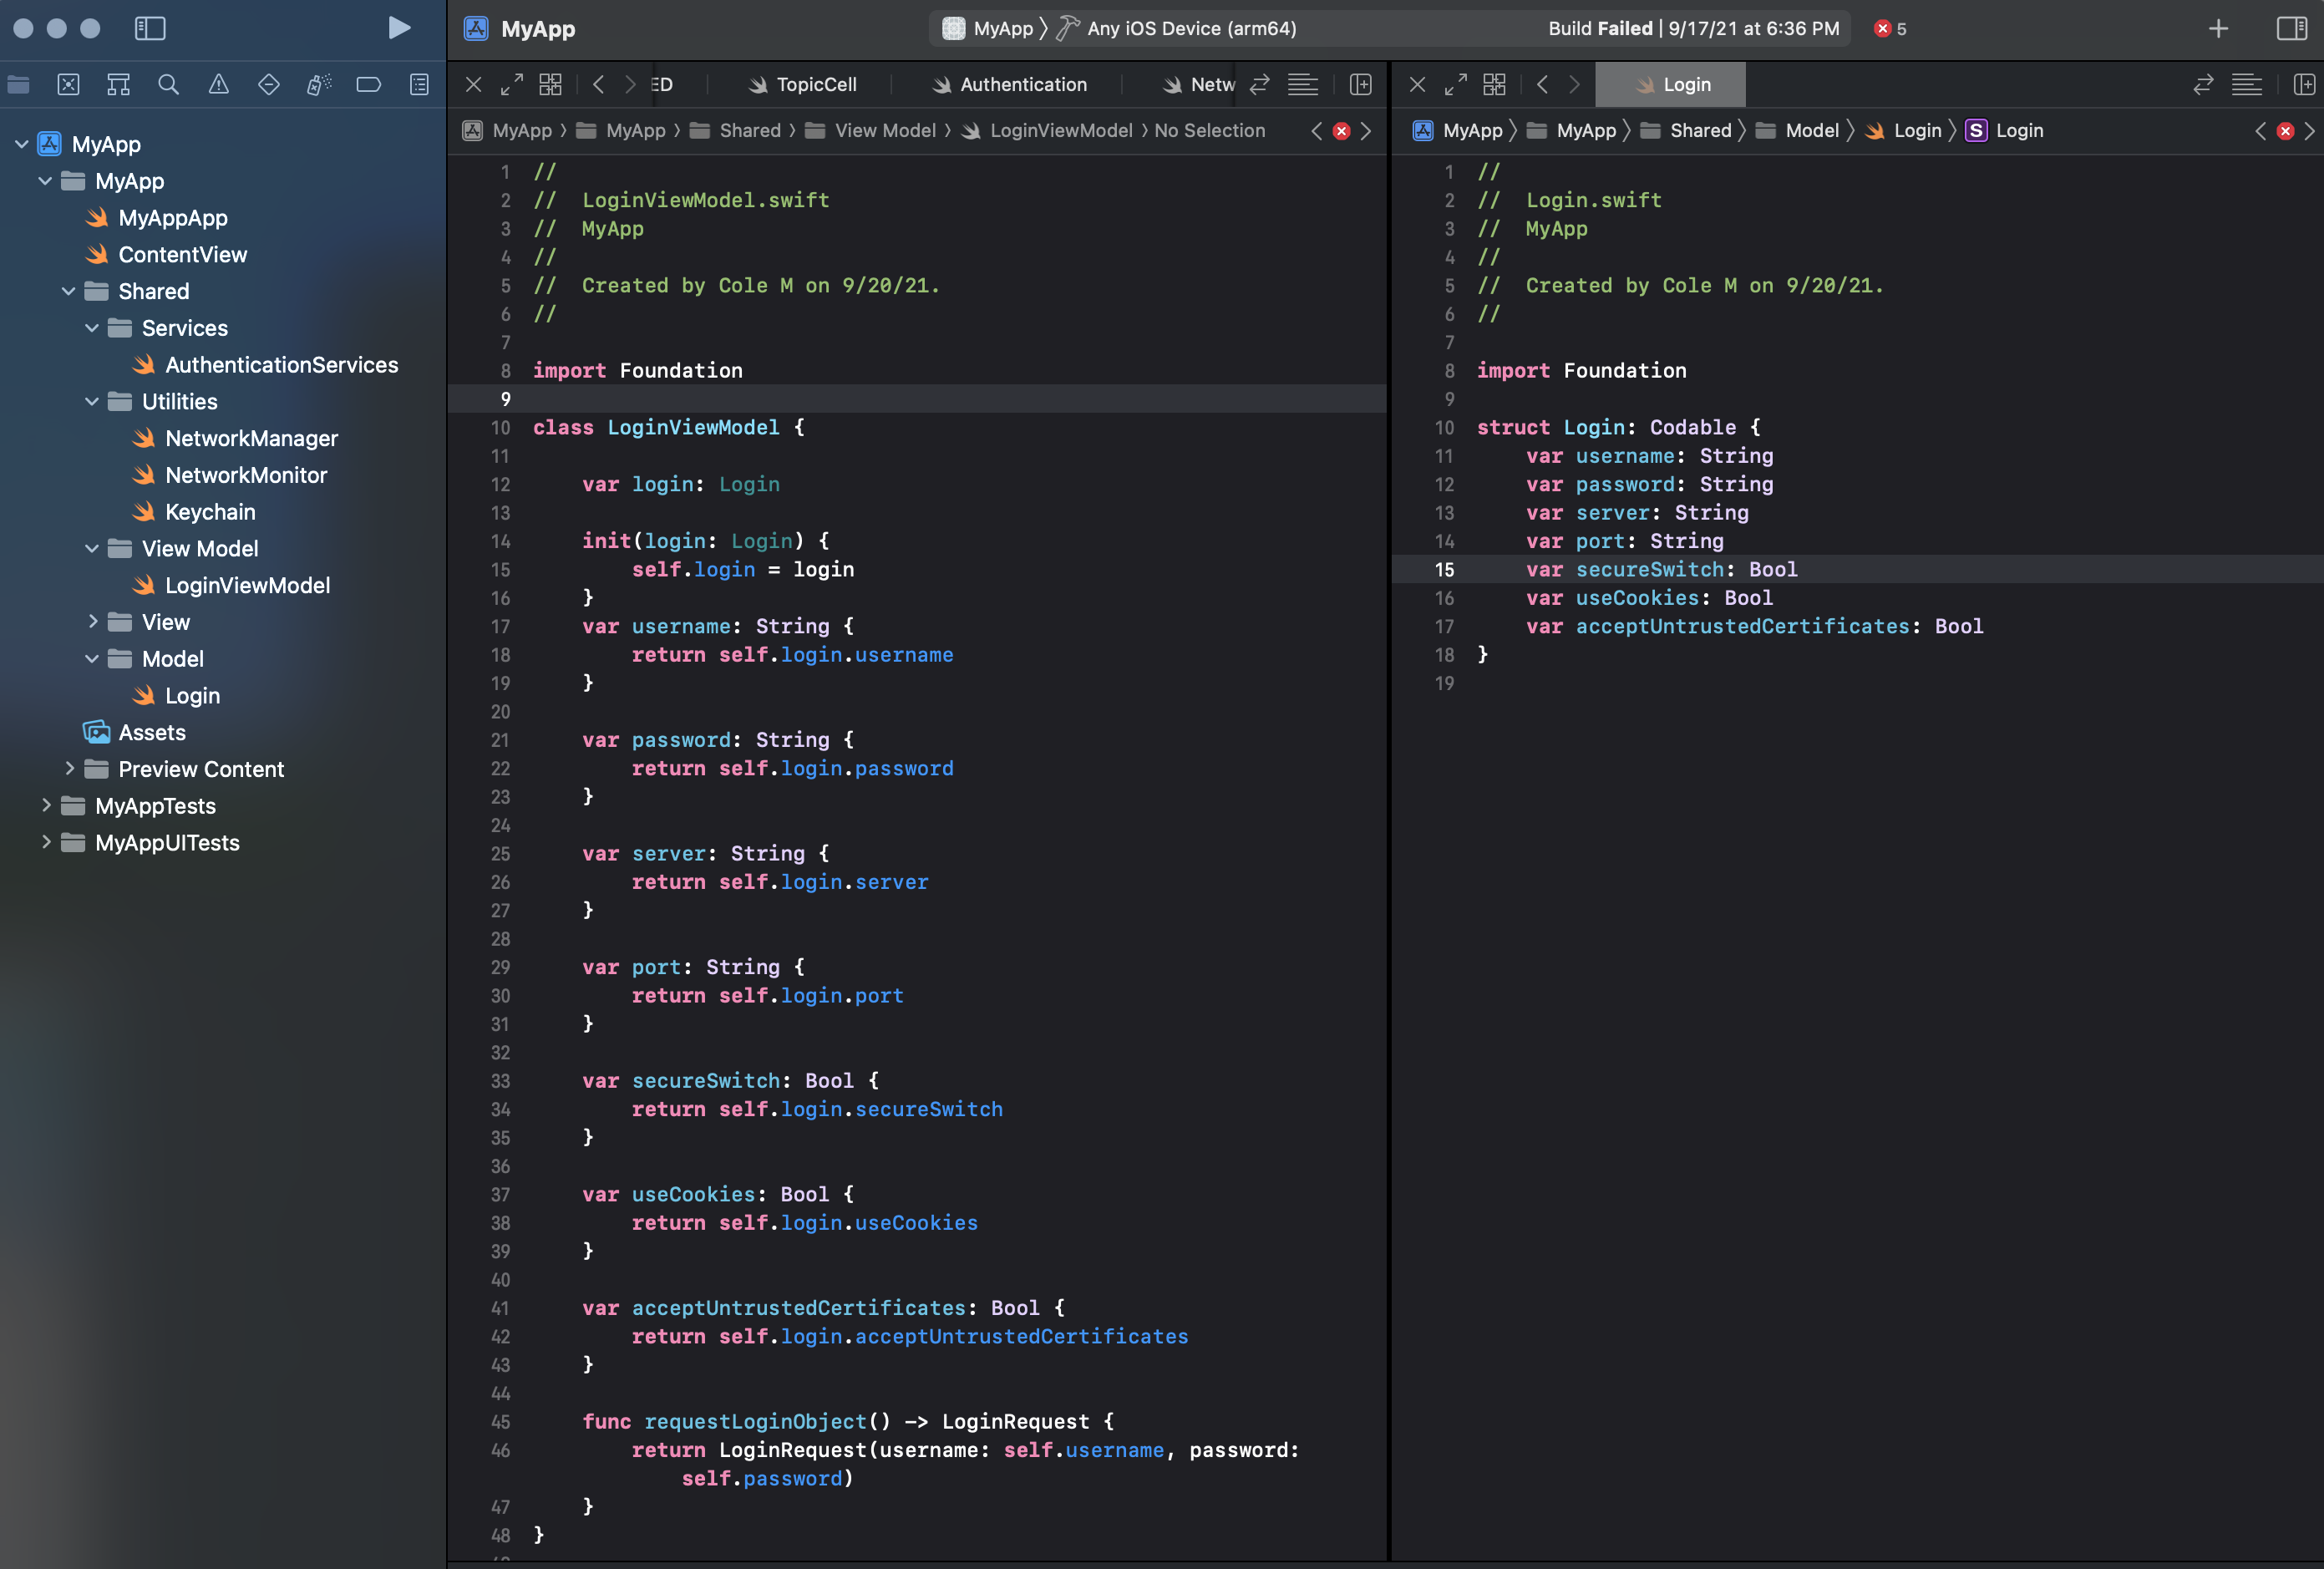 MyApp
MyApp
Any iOS Device (arm64)
Build Failed | 9/17/21 at 6:36 PM
5
ED
TopicCell
Authentication
Netw
Login
MyApp
MyApp
MyAppApp
ContentView
Shared
Services
AuthenticationServices
Utilities
NetworkManager
NetworkMonitor
Keychain
View Model
LoginViewModel
View
Model
Login
Assets
Preview Content
MyAppTests
MyAppUITests
MyApp 〉 MyApp 〉 Shared 〉 View Model 〉 LoginViewModel 〉 No Selection
1 //
2 //  LoginViewModel.swift
3 //  MyApp
4 //
5 //  Created by Cole M on 9/20/21.
6 //
7
8 import Foundation
9
10 class LoginViewModel {
11
12     var login: Login
13
14     init(login: Login) {
15         self.login = login
16     }
17     var username: String {
18         return self.login.username
19     }
20
21     var password: String {
22         return self.login.password
23     }
24
25     var server: String {
26         return self.login.server
27     }
28
29     var port: String {
30         return self.login.port
31     }
32
33     var secureSwitch: Bool {
34         return self.login.secureSwitch
35     }
36
37     var useCookies: Bool {
38         return self.login.useCookies
39     }
40
41     var acceptUntrustedCertificates: Bool {
42         return self.login.acceptUntrustedCertificates
43     }
44
45     func requestLoginObject() -> LoginRequest {
46         return LoginRequest(username: self.username, password:
            self.password)
47     }
48 }
MyApp 〉 MyApp 〉 Shared 〉 Model 〉 Login 〉 S Login
1 //
2 //  Login.swift
3 //  MyApp
4 //
5 //  Created by Cole M on 9/20/21.
6 //
7
8 import Foundation
9
10 struct Login: Codable {
11     var username: String
12     var password: String
13     var server: String
14     var port: String
15     var secureSwitch: Bool
16     var useCookies: Bool
17     var acceptUntrustedCertificates: Bool
18 }
19